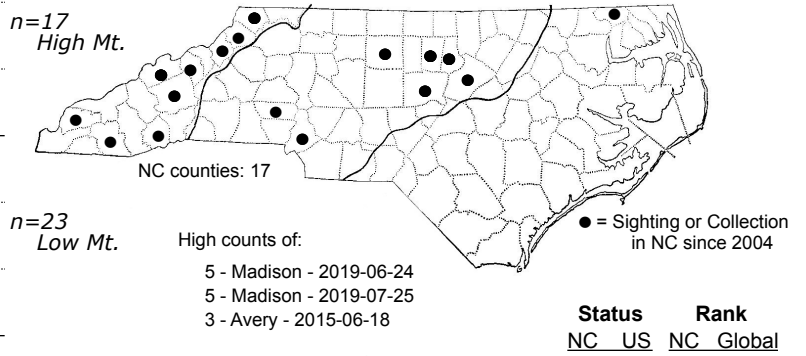 n=17
High Mt.
NC counties: 17
n=23
Low Mt.
High counts of:
5 - Madison - 2019-06-24
5 - Madison - 2019-07-25
3 - Avery - 2015-06-18
● = Sighting or Collection
in NC since 2004
Status Rank
NC US NC Global